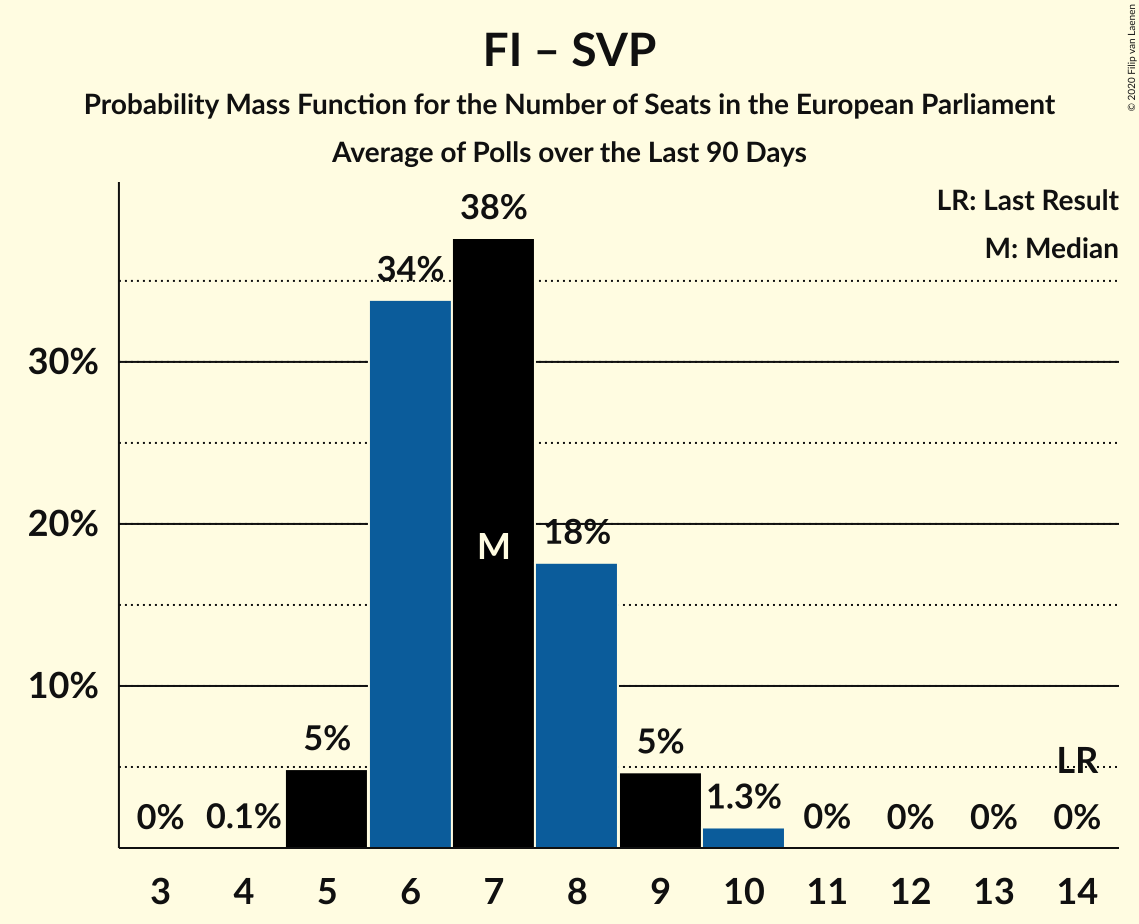 FI – SVP
Probability Mass Function for the Number of Seats in the European Parliament
Average of Polls over the Last 90 Days
© 2020 Filip van Laenen
LR: Last Result
M: Median
38%
34%
30%
20%
18%
M
10%
5%
5%
LR
1.3%
0%
0.1%
0%
0%
0%
0%
3 4 5 6 7 8 9 10 11 12 13 14